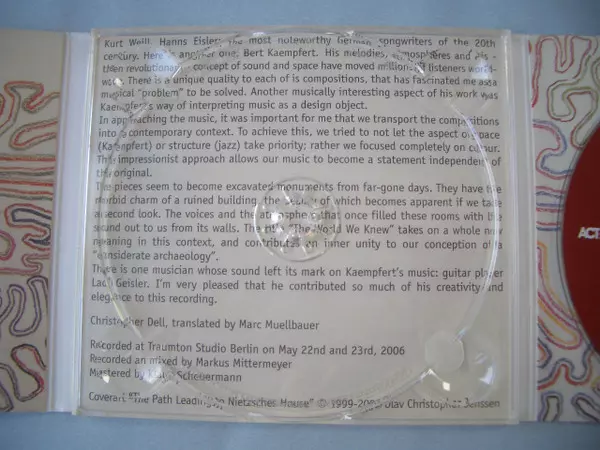 Kurt Weill. Hanns Eisler: the most noteworthy German songwriters of the 20th
century. Here is another one, Bert Kaempfert. His melodies, atmospheres and his -
then revolutionary - concept of sound and space have moved millions of listeners world-
wide. There is a unique quality to each of is compositions, that has fascinated me as a
musical "problem" to be solved. Another musically interesting aspect of his work was
Kaempfert's way of interpreting music as a design object.
In approaching the music, it was important for me that we transport the compositions
into a contemporary context. To achieve this, we tried to not let the aspect of space
(Kaempfert) or structure (jazz) take priority; rather we focused completely on colour.
This impressionist approach allows our music to become a statement independent of
the original.
The pieces seem to become excavated monuments from far-gone days. They have the
morbid charm of a ruined building, the beauty of which becomes apparent if we take
a second look. The voices and the atmosphere that once filled these rooms with life
sound out to us from its walls. The title "The World We Knew" takes on a whole new
meaning in this context, and contributes an inner unity to our conception of a
"considerate archaeology".
There is one musician whose sound left its mark on Kaempfert's music: guitar player
Ladi Geisler. I'm very pleased that he contributed so much of his creativity and
elegance to this recording.
Christopher Dell, translated by Marc Muellbauer
Recorded at Traumton Studio Berlin on May 22nd and 23rd, 2006
Recorded an mixed by Markus Mittermeyer
Mastered by Klaus Scheuermann
Coverart "The Path Leading to Nietzsches House" © 1999-200 Olav Christopher Jenssen
ACT